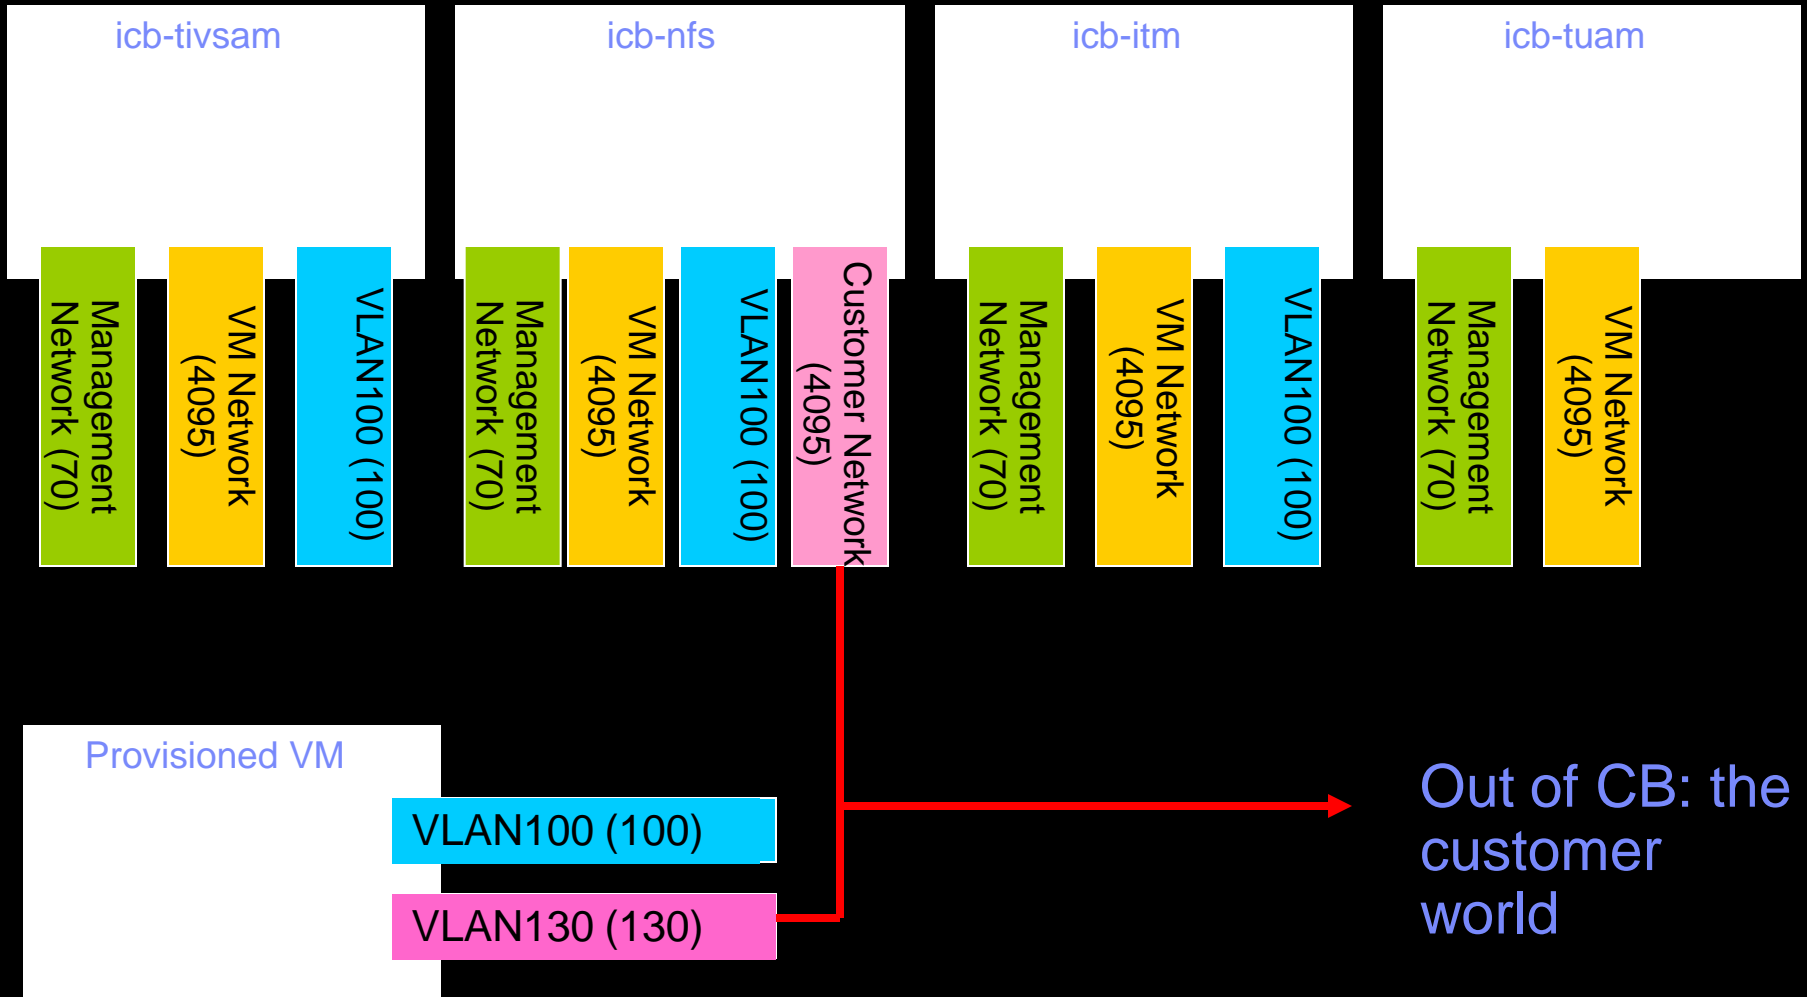 icb-tivsam
icb-nfs
icb-itm
icb-tuam
Management
Network (70)
VM Network
(4095)
VLAN100 (100)
Management
Network (70)
VM Network
(4095)
VLAN100 (100)
Customer Network
(4095)
Management
Network (70)
VM Network
(4095)
VLAN100 (100)
Management
Network (70)
VM Network
(4095)
Provisioned VM
VLAN100 (100)
VLAN130 (130)
Out of CB: the
customer
world